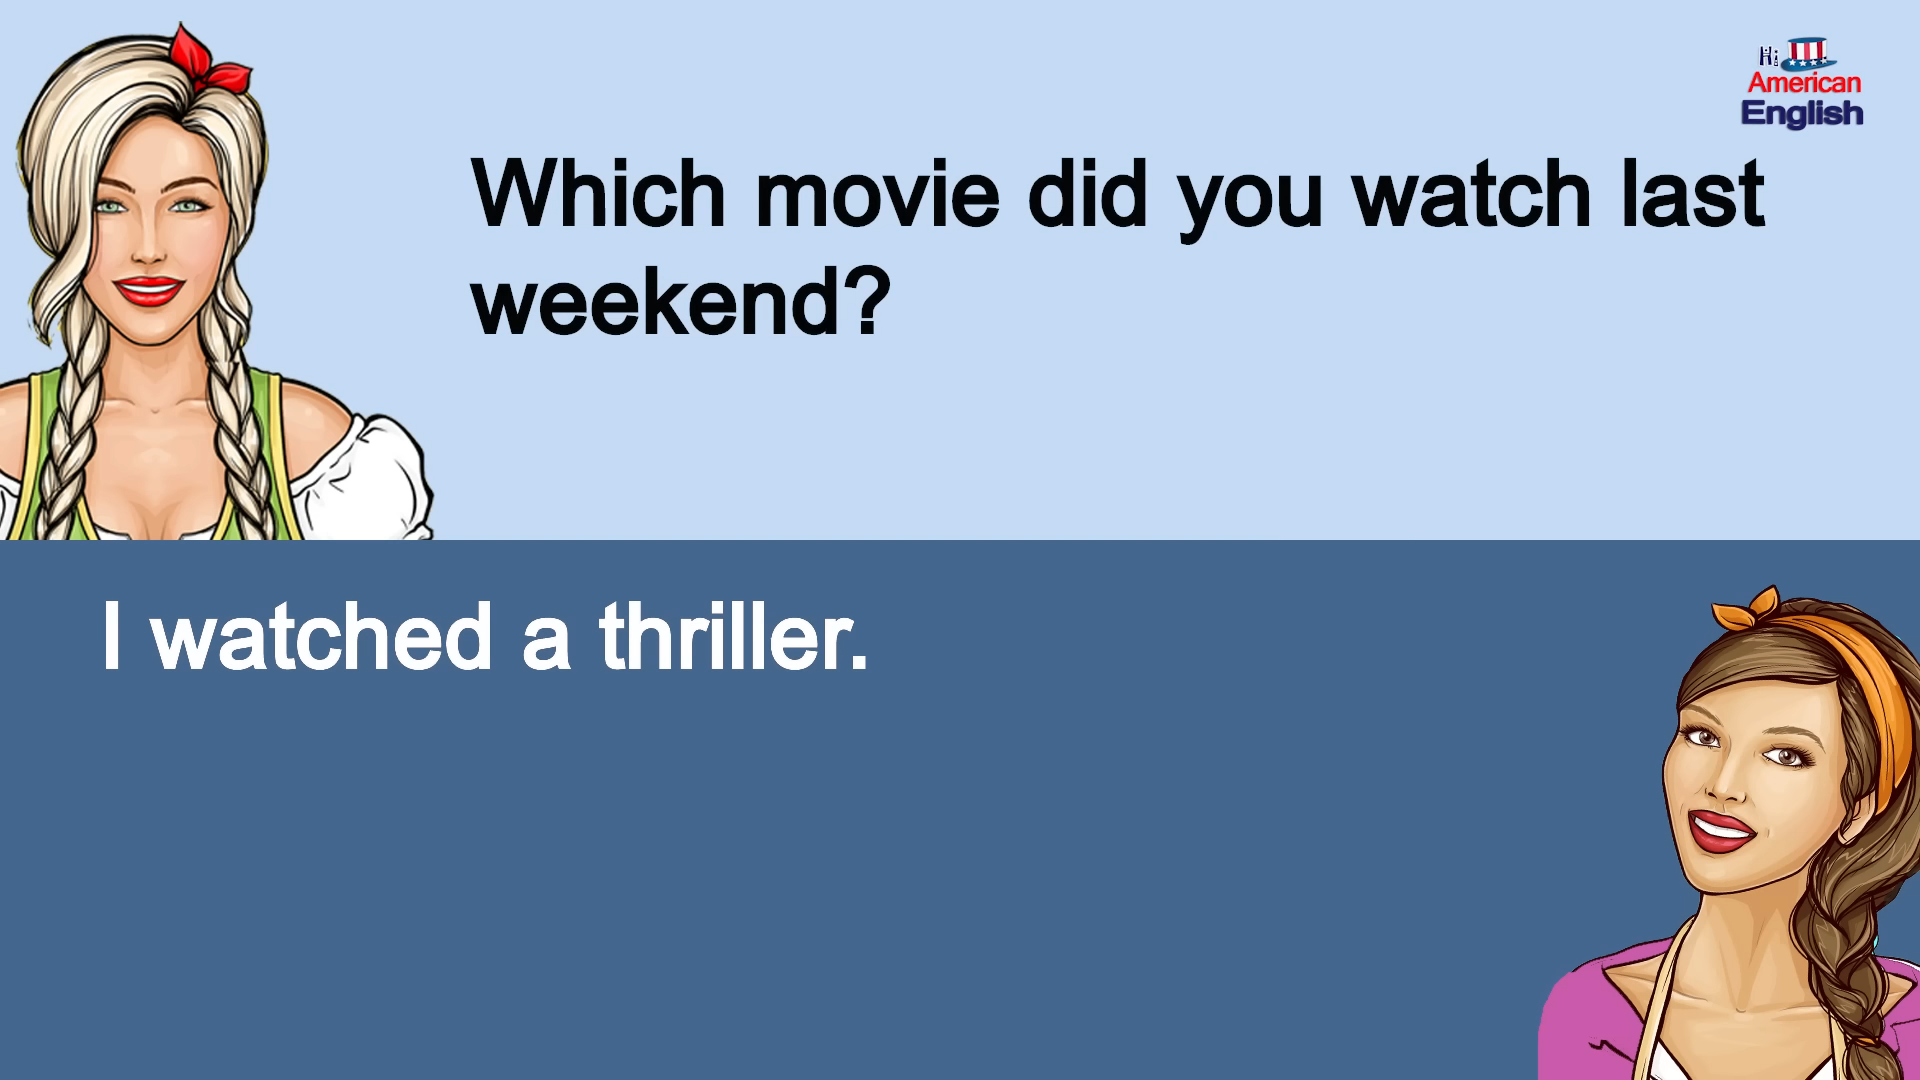 Hi
American
English
Which movie did you watch last
weekend?
I watched a thriller.